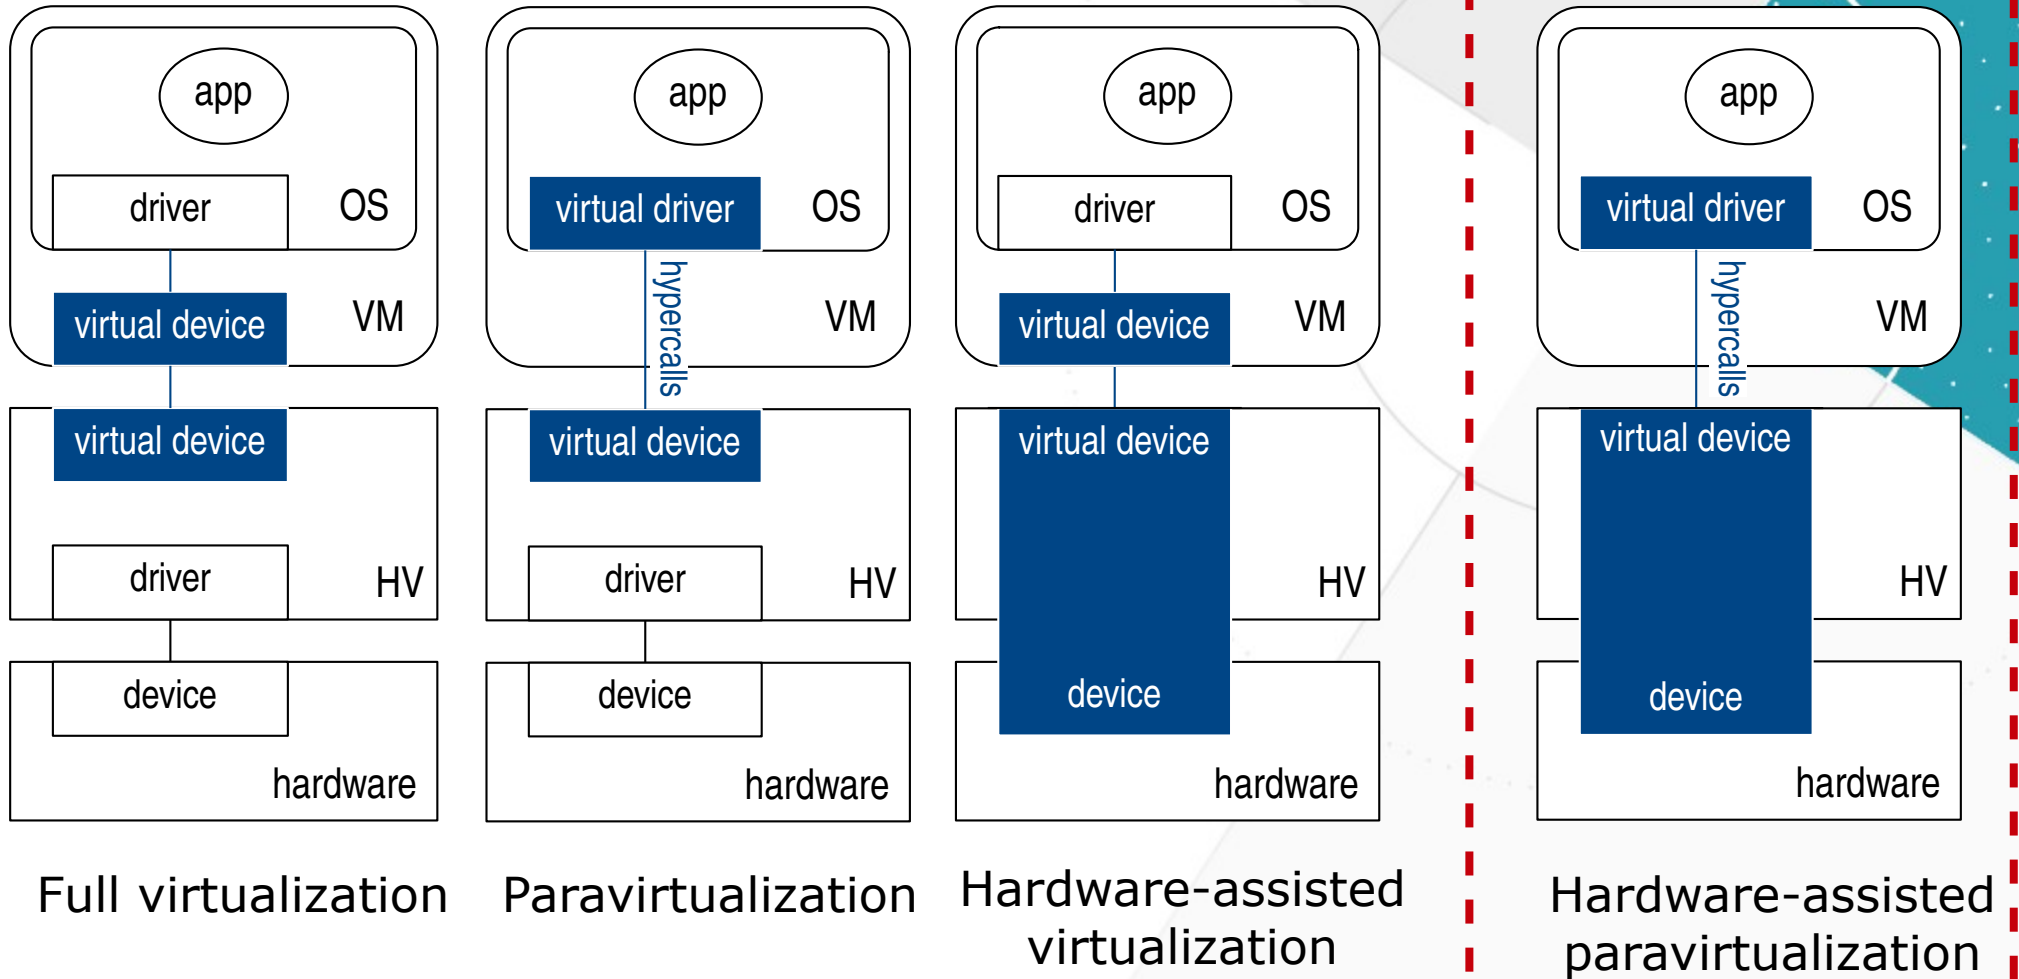 app
driver
OS
virtual device
VM
virtual device
driver
HV
device
hardware
Full virtualization
app
virtual driver
OS
hypercalls
VM
virtual device
driver
HV
device
hardware
Paravirtualization
app
driver
OS
virtual device
VM
virtual device
HV
device
hardware
Hardware-assisted
virtualization
app
virtual driver
OS
hypercalls
VM
virtual device
HV
device
hardware
Hardware-assisted
paravirtualization